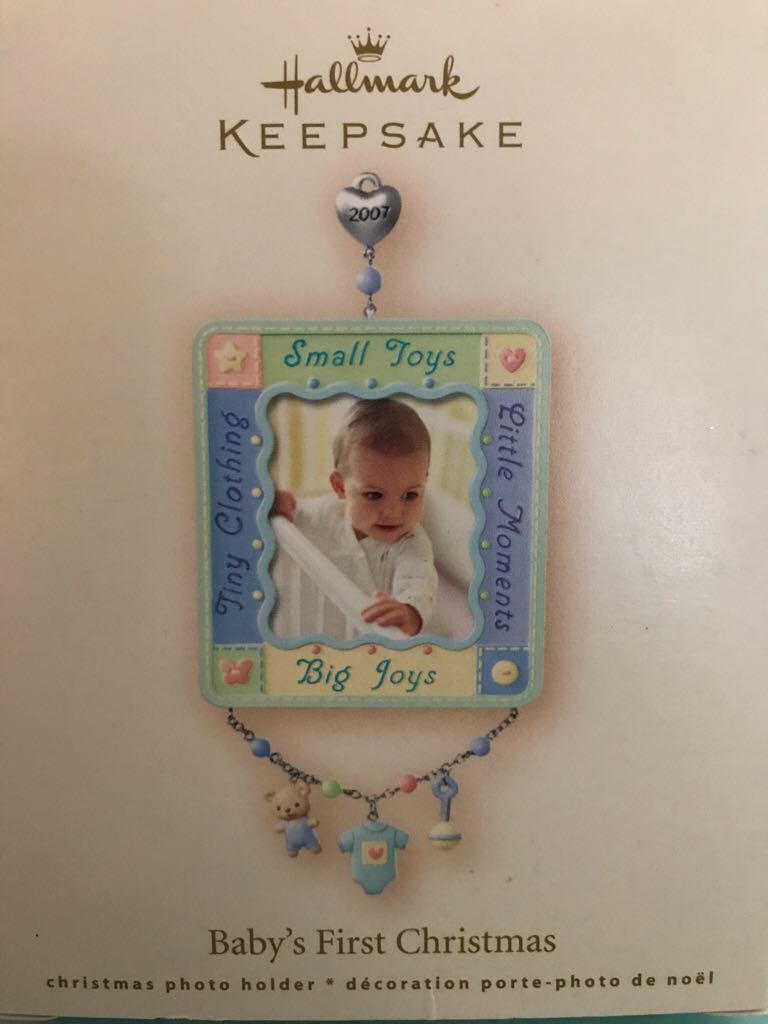 Hallmark
KEEPSAKE
2007
Small Toys
Tiny Clothing
Little Moments
Big Joys
Baby's First Christmas
christmas photo holder * décoration porte-photo de noël